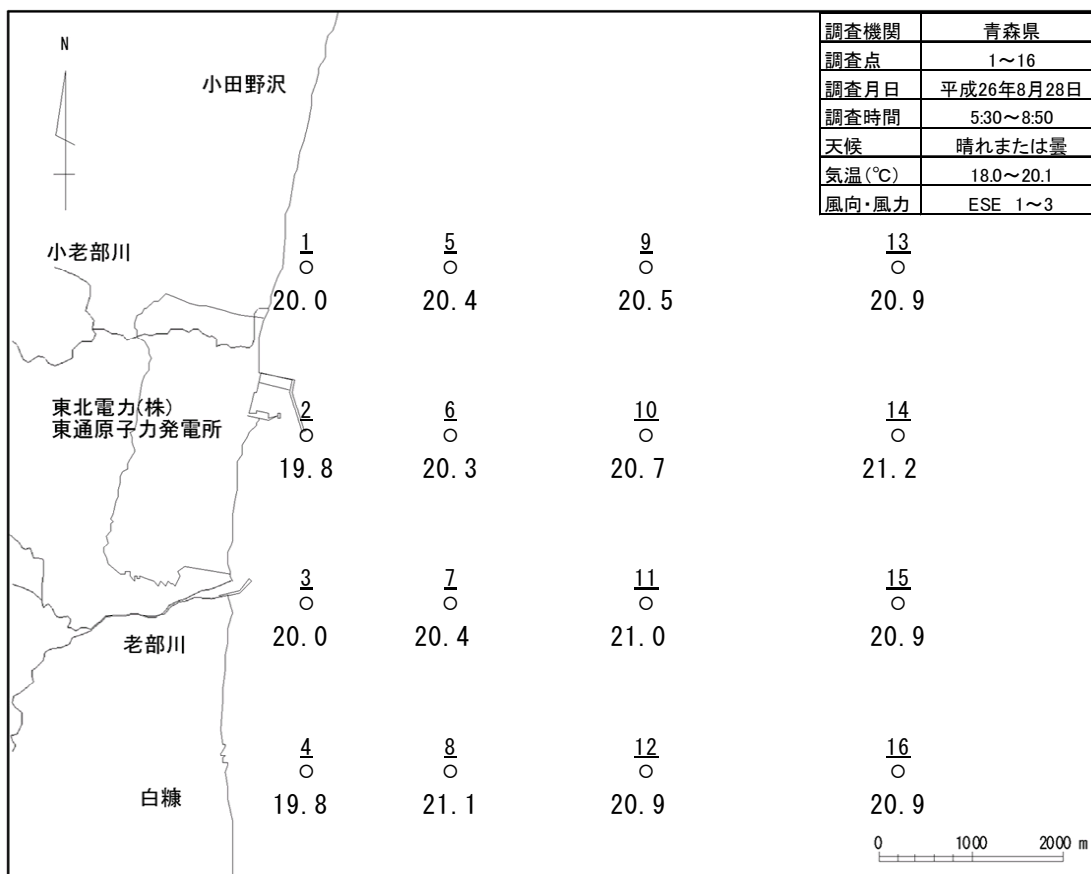 調査機関 青森県
調査点 1～16
調査月日 平成26年8月28日
調査時間 5:30～8:50
天候 晴れまたは曇
気温(℃) 18.0～20.1
風向・風力 ESE 1～3
N
小田野沢
小老部川
1 5 9 13
20.0 20.4 20.5 20.9
東北電力(株)
東通原子力発電所
2 6 10 14
19.8 20.3 20.7 21.2
3 7 11 15
20.0 20.4 21.0 20.9
老部川
4 8 12 16
19.8 21.1 20.9 20.9
白糠
0 1000 2000 m